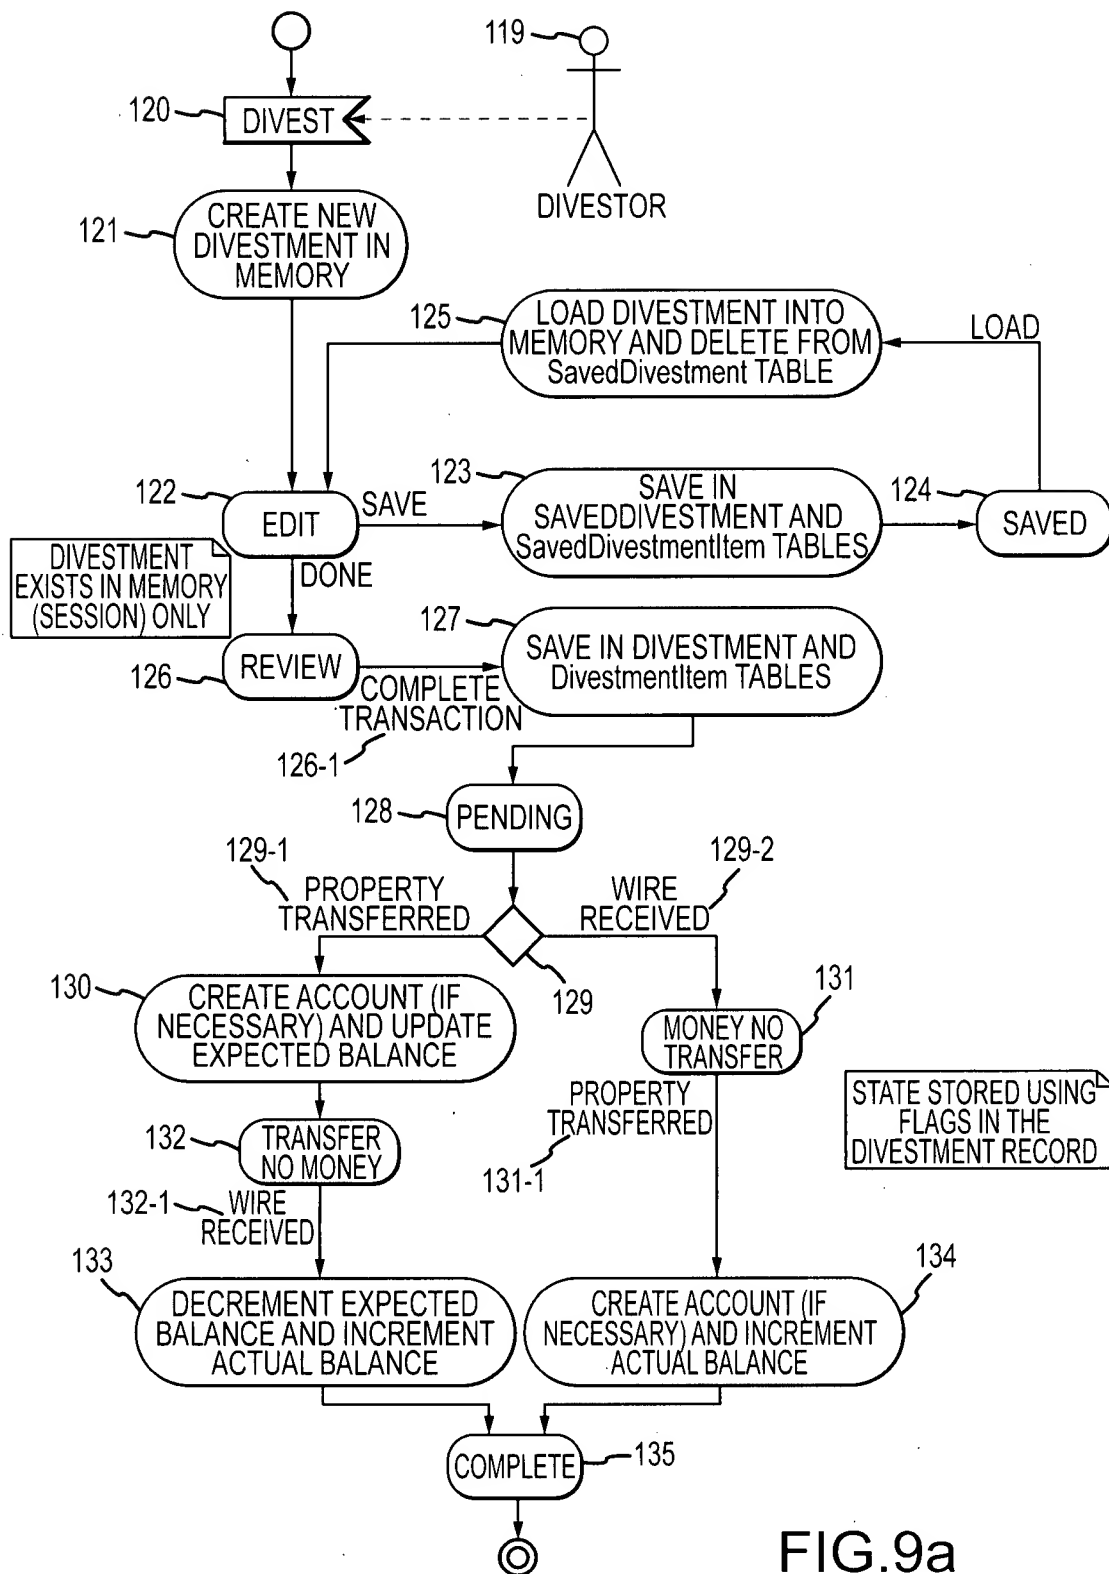 119
120
DIVEST
DIVESTOR
121
CREATE NEW
DIVESTMENT IN
MEMORY
125
LOAD DIVESTMENT INTO
MEMORY AND DELETE FROM
SavedDivestment TABLE
LOAD
122
EDIT
SAVE
123
SAVE IN
SAVEDDIVESTMENT AND
SavedDivestmentItem TABLES
124
SAVED
DIVESTMENT
EXISTS IN MEMORY
(SESSION) ONLY
DONE
126
REVIEW
COMPLETE
TRANSACTION
126-1
127
SAVE IN DIVESTMENT AND
DivestmentItem TABLES
128
PENDING
129-1
PROPERTY
TRANSFERRED
WIRE
RECEIVED
129-2
129
130
CREATE ACCOUNT (IF
NECESSARY) AND UPDATE
EXPECTED BALANCE
131
MONEY NO
TRANSFER
132
TRANSFER
NO MONEY
PROPERTY
TRANSFERRED
131-1
STATE STORED USING
FLAGS IN THE
DIVESTMENT RECORD
132-1
WIRE
RECEIVED
133
DECREMENT EXPECTED
BALANCE AND INCREMENT
ACTUAL BALANCE
134
CREATE ACCOUNT (IF
NECESSARY) AND INCREMENT
ACTUAL BALANCE
COMPLETE
135
FIG.9a